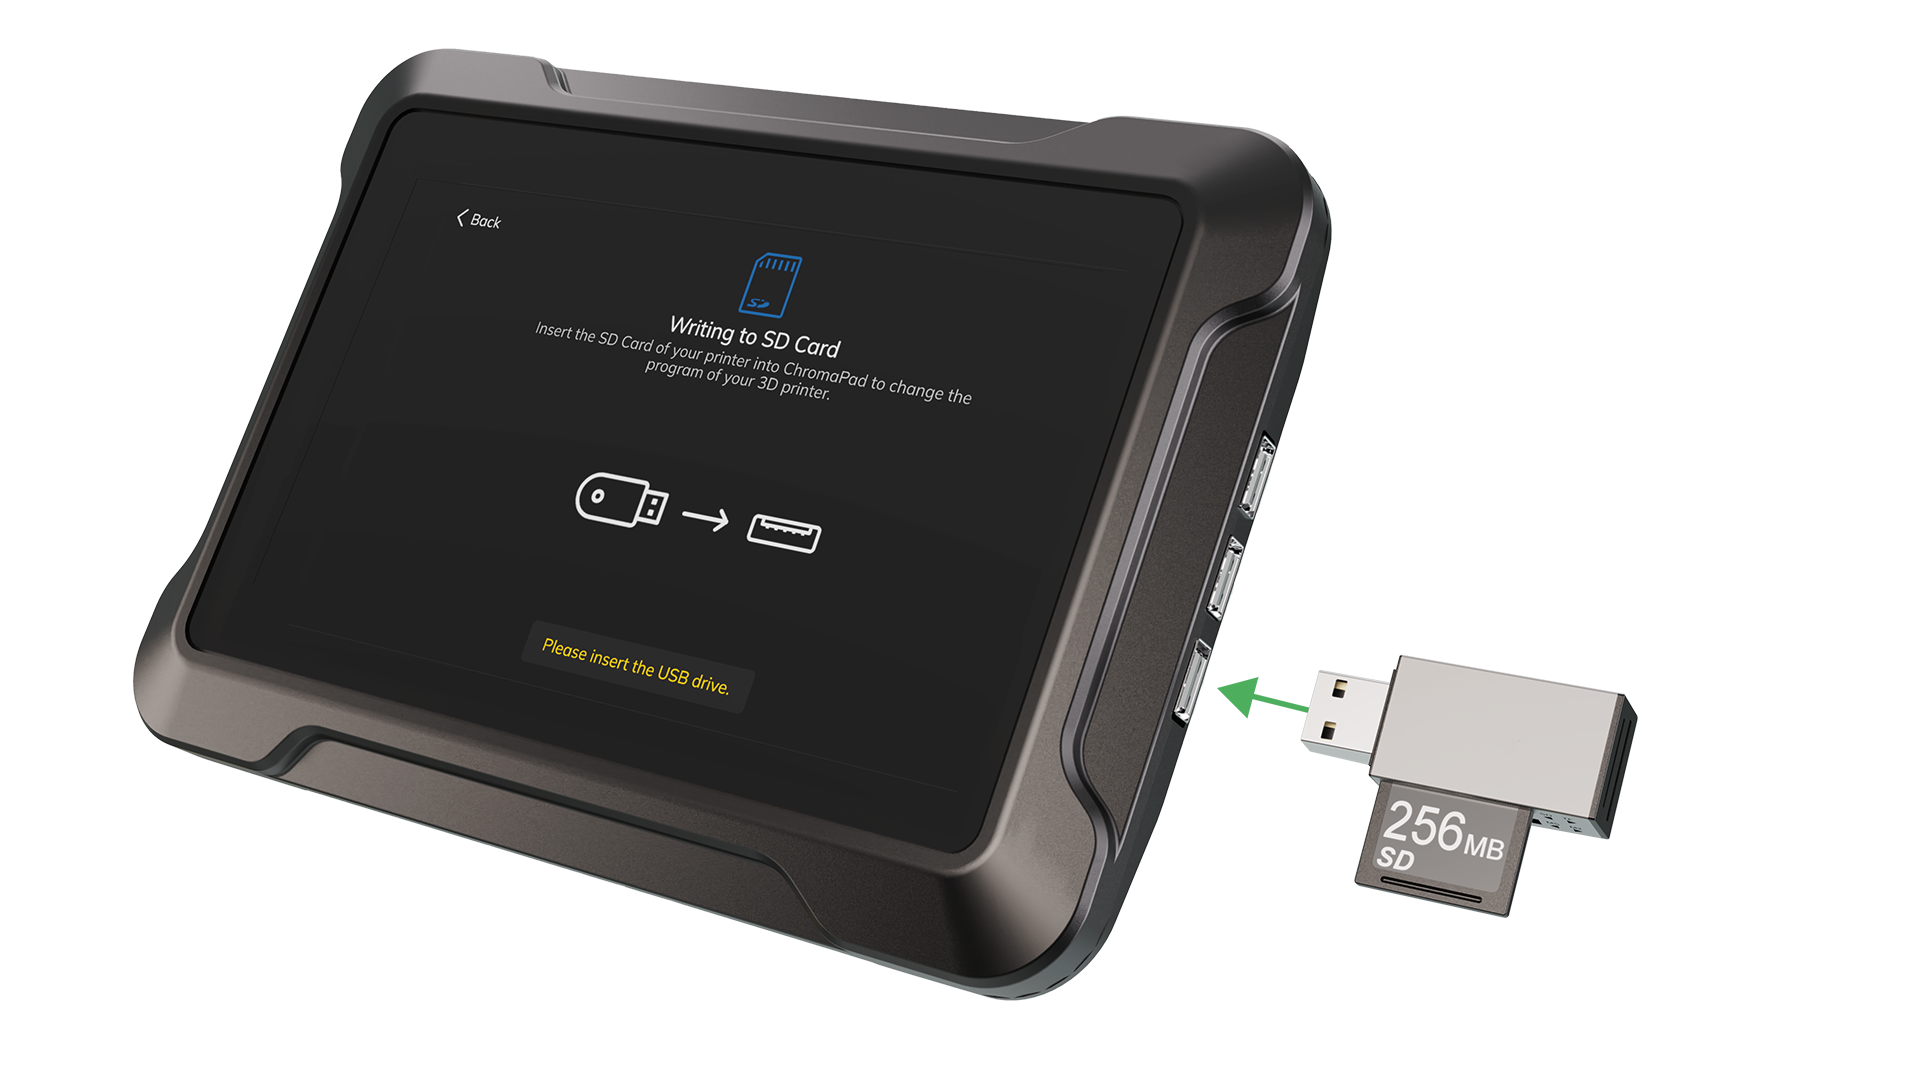 Back
SD
Writing to SD Card
Insert the SD Card of your printer into ChromaPad to change the
program of your 3D printer.
Please insert the USB drive.
256MB
SD